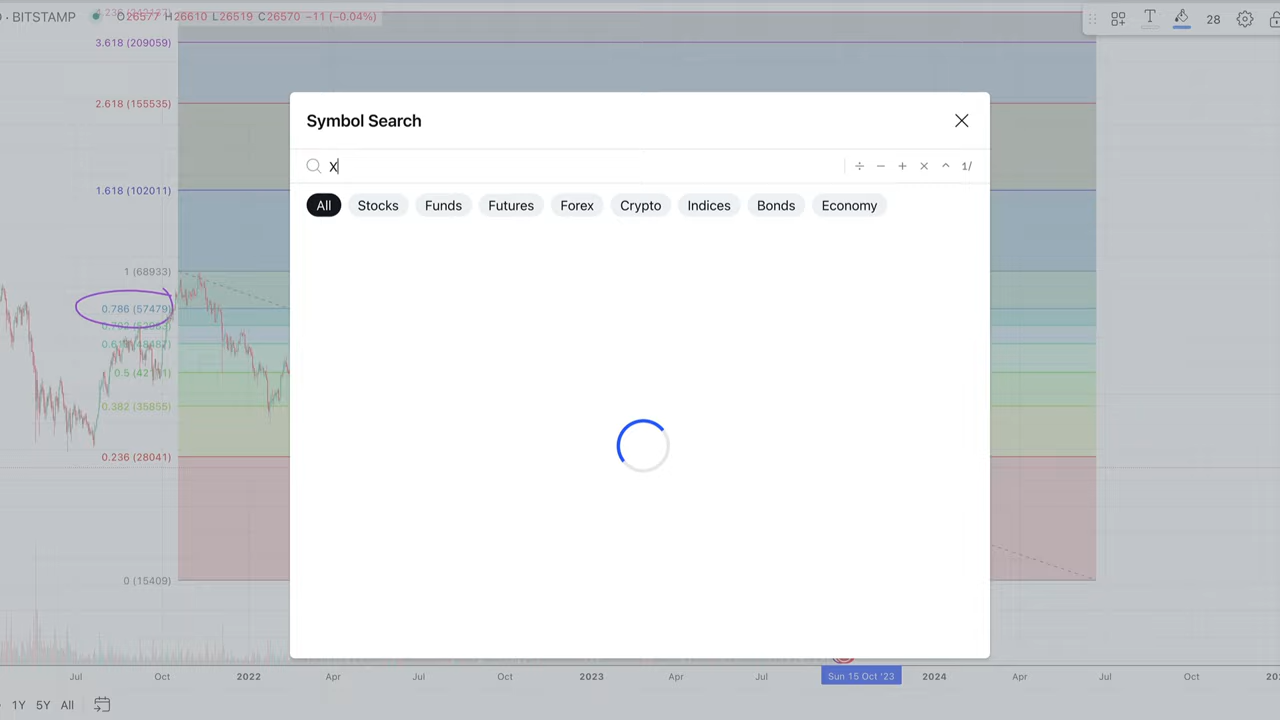 BITSTAMP O26577 H26610 L26519 C26570 −11 (−0.04%)
28
3.618 (209059)
2.618 (155535)
1.618 (102011)
1 (68933)
0.786 (57479)
0.5
0.382 (35855)
0.236 (28041)
0 (15409)
Symbol Search
X
÷ − + × ^ 1/
All Stocks Funds Futures Forex Crypto Indices Bonds Economy
Jul Oct 2022 Apr Jul Oct 2023 Apr Jul Sun 15 Oct '23 2024 Apr Jul Oct
1Y 5Y All